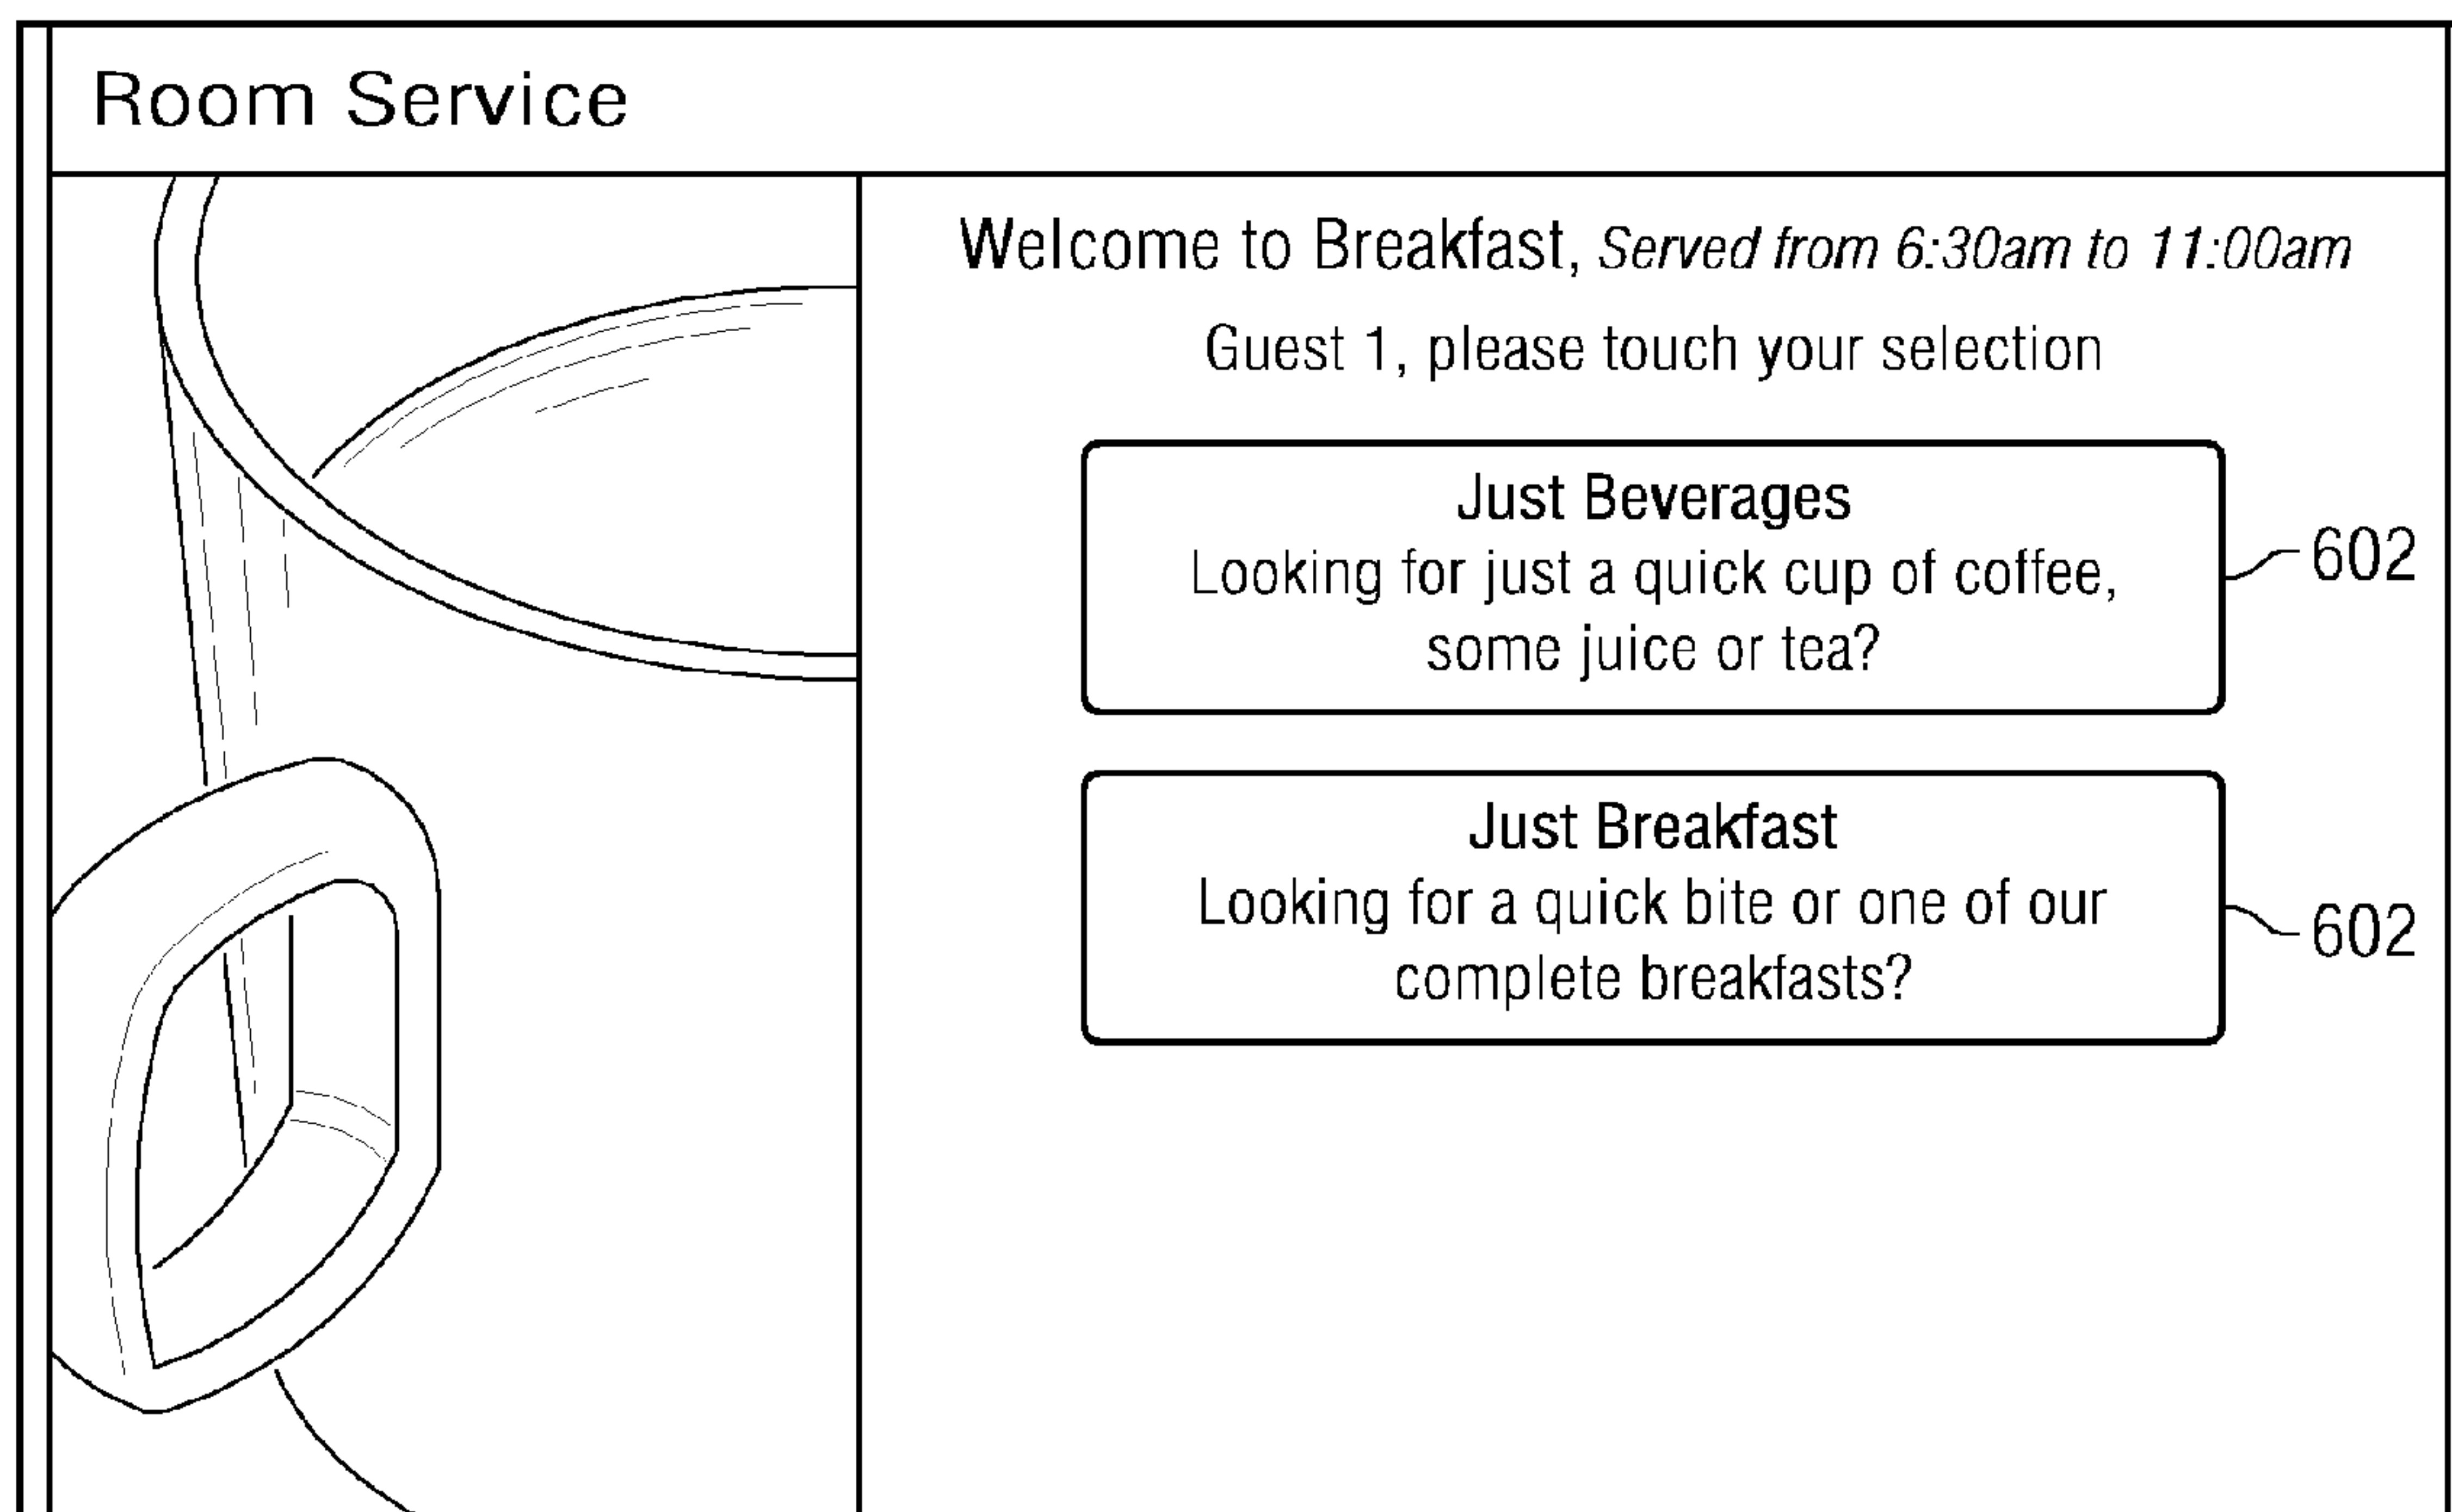 Room Service
Welcome to Breakfast, Served from 6:30am to 11:00am
Guest 1, please touch your selection
Just Beverages
Looking for just a quick cup of coffee,
some juice or tea?
602
Just Breakfast
Looking for a quick bite or one of our
complete breakfasts?
602